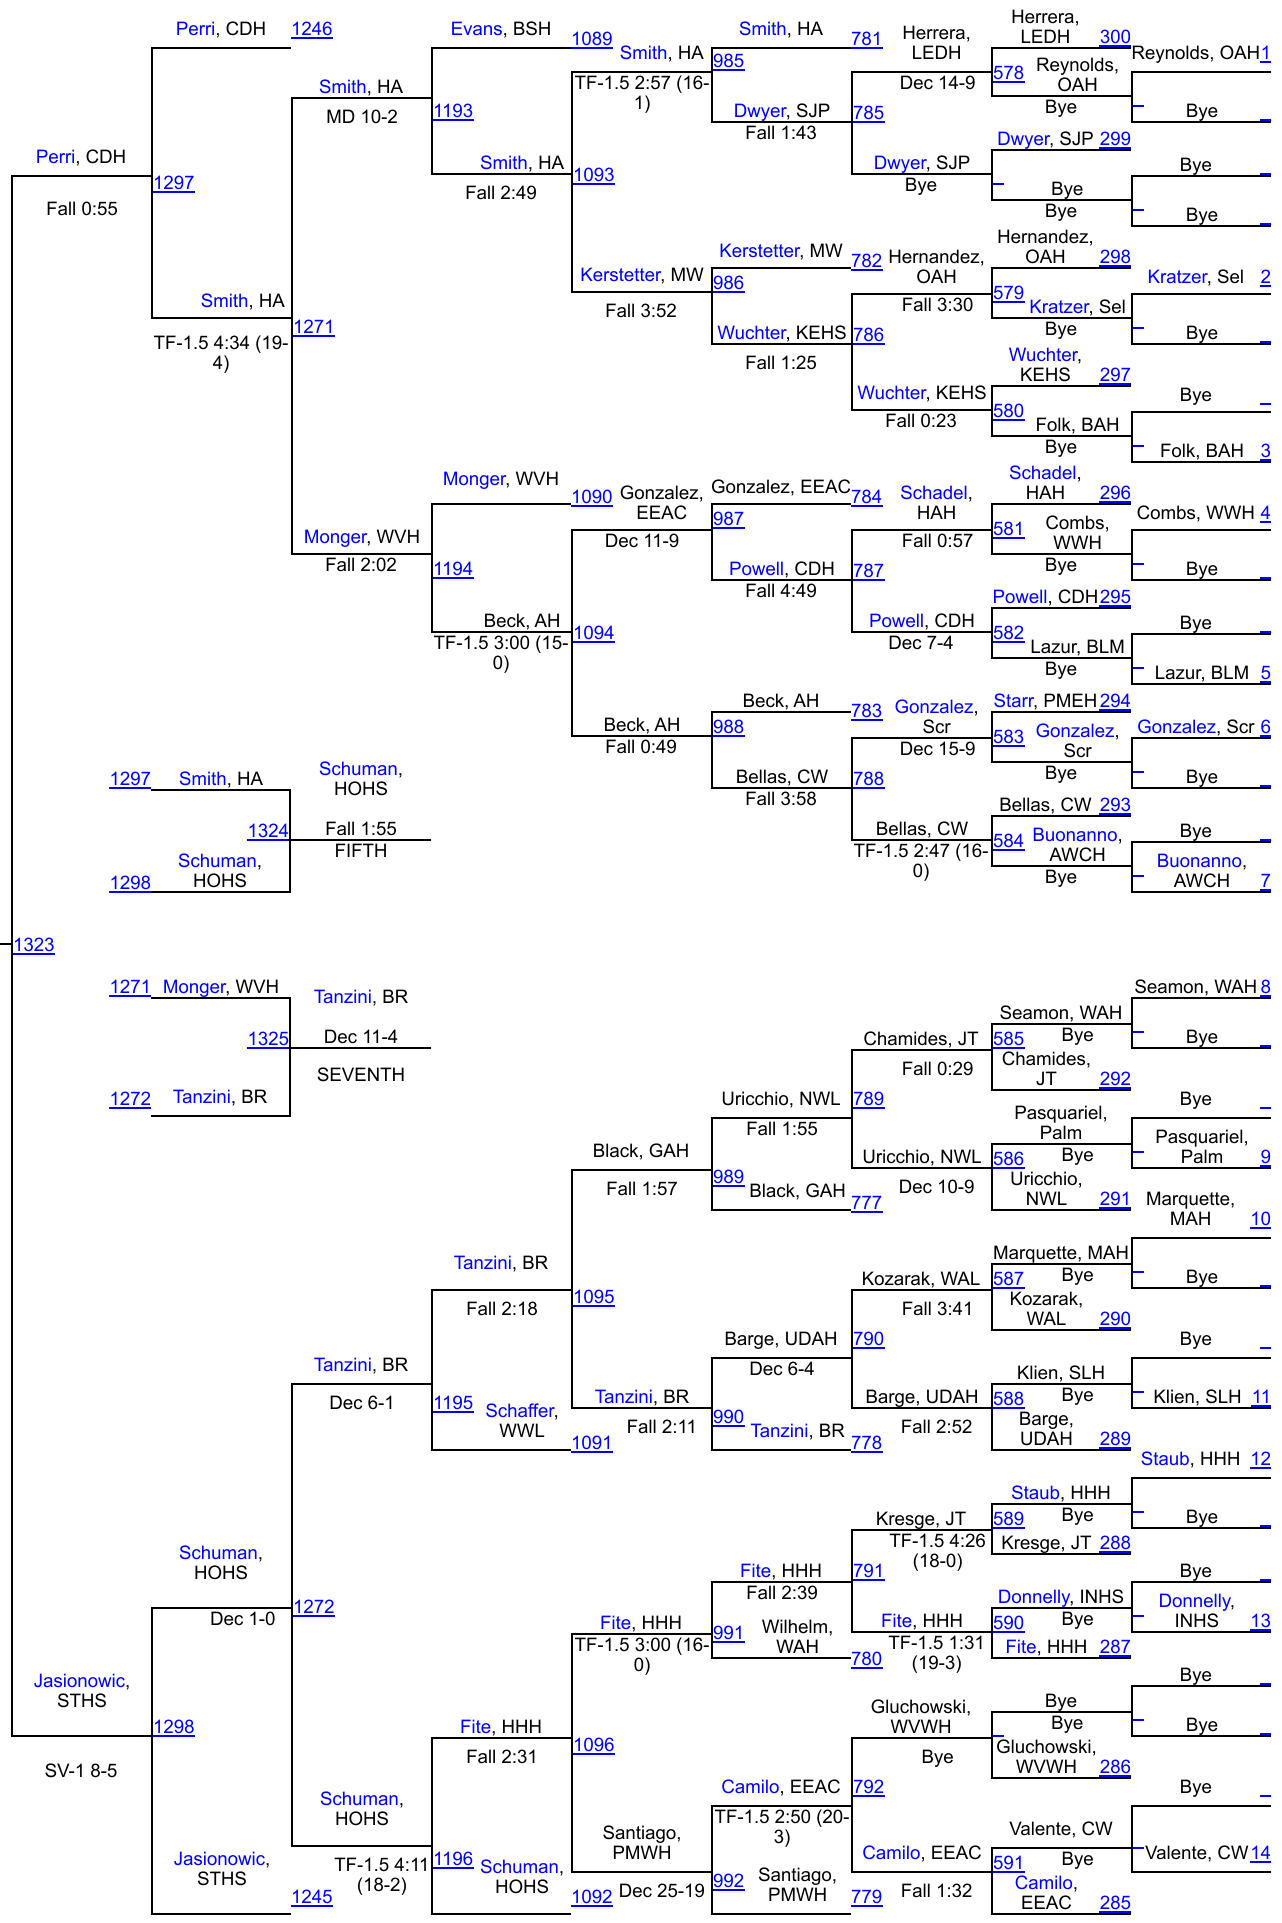 Perri, CDH 1246
Evans, BSH 1089
Smith, HA 781
Herrera, LEDH
Herrera, LEDH 300
Reynolds, OAH 1
Smith, HA 985
TF-1.5 2:57 (16-1)
Dec 14-9
578 Reynolds, OAH
Bye
Bye
Smith, HA
MD 10-2
1193
Dwyer, SJP 785
Fall 1:43
Dwyer, SJP 299
Perri, CDH
1297
Fall 0:55
Smith, HA 1093
Fall 2:49
Dwyer, SJP
Bye
Bye
Bye
Bye
Bye
Kerstetter, MW 782
Hernandez, OAH
Hernandez, OAH 298
Kerstetter, MW 986
Fall 3:52
Fall 3:30
579
Kratzer, Sel
Bye
Kratzer, Sel 2
Bye
Smith, HA
1271
TF-1.5 4:34 (19-4)
Wuchter, KEHS 786
Fall 1:25
Wuchter, KEHS 297
Wuchter, KEHS
Fall 0:23
580
Folk, BAH
Bye
Bye
Folk, BAH 3
Monger, WVH 1090
Gonzalez, EEAC
Gonzalez, EEAC 784
Schadel, HAH
Schadel, HAH 296
Combs, WWH 4
987
Dec 11-9
Fall 0:57
581 Combs, WWH
Bye
Bye
Monger, WVH
Fall 2:02
1194
Powell, CDH 787
Fall 4:49
Powell, CDH 295
Beck, AH 1094
TF-1.5 3:00 (15-0)
Powell, CDH
Dec 7-4
582
Lazur, BLM
Bye
Bye
Lazur, BLM 5
Beck, AH 783
Gonzalez, Scr
Starr, PMEH 294
Beck, AH 988
Fall 0:49
Dec 15-9
583 Gonzalez, Scr
Bye
Gonzalez, Scr 6
Bye
Bellas, CW 788
Fall 3:58
Bellas, CW 293
Bellas, CW
TF-1.5 2:47 (16-0)
584 Buonanno, AWCH
Bye
Bye
Buonanno, AWCH 7
1297 Smith, HA
Schuman, HOHS
1324
Fall 1:55
FIFTH
1298
Schuman, HOHS
1323
1271 Monger, WVH
Tanzini, BR
1325
Dec 11-4
SEVENTH
1272 Tanzini, BR
Seamon, WAH 8
Seamon, WAH
Bye
Bye
Chamides, JT
Fall 0:29
585
Chamides, JT 292
Uricchio, NWL
Fall 1:55
789
Pasquariel, Palm
Bye
Bye
Pasquariel, Palm 9
Black, GAH
Fall 1:57
989
Black, GAH 777
Uricchio, NWL
Dec 10-9
586
Uricchio, NWL 291
Marquette, MAH 10
Marquette, MAH
Bye
Bye
Tanzini, BR
Fall 2:18
1095
Kozarak, WAL
Fall 3:41
587
Kozarak, WAL 290
Barge, UDAH
Dec 6-4
790
Klien, SLH
Bye
Bye
Klien, SLH 11
Tanzini, BR
Dec 6-1
1195
Schaffer, WWL 1091
Tanzini, BR
Fall 2:11
990
Tanzini, BR 778
Barge, UDAH
Fall 2:52
588
Barge, UDAH 289
Staub, HHH 12
Staub, HHH
Bye
Bye
Kresge, JT
TF-1.5 4:26 (18-0)
589
Kresge, JT 288
Schuman, HOHS
Dec 1-0
1272
Fite, HHH
Fall 2:39
791
Donnelly, INHS
Bye
Bye
Donnelly, INHS 13
Fite, HHH
TF-1.5 3:00 (16-0)
991 Wilhelm, WAH 780
Fite, HHH
TF-1.5 1:31 (19-3)
590
Fite, HHH 287
Jasionowic, STHS
1298
SV-1 8-5
Fite, HHH
Fall 2:31
1096
Gluchowski, WVWH
Bye
Bye
Bye
Bye
Bye
Gluchowski, WVWH 286
Camilo, EEAC
TF-1.5 2:50 (20-3)
792
Valente, CW
Bye
Bye
Valente, CW 14
Schuman, HOHS
TF-1.5 4:11 (18-2)
1196 Schuman, HOHS 1092
Santiago, PMWH
Dec 25-19
992 Santiago, PMWH 779
Camilo, EEAC
Fall 1:32
591
Camilo, EEAC 285
Jasionowic, STHS 1245